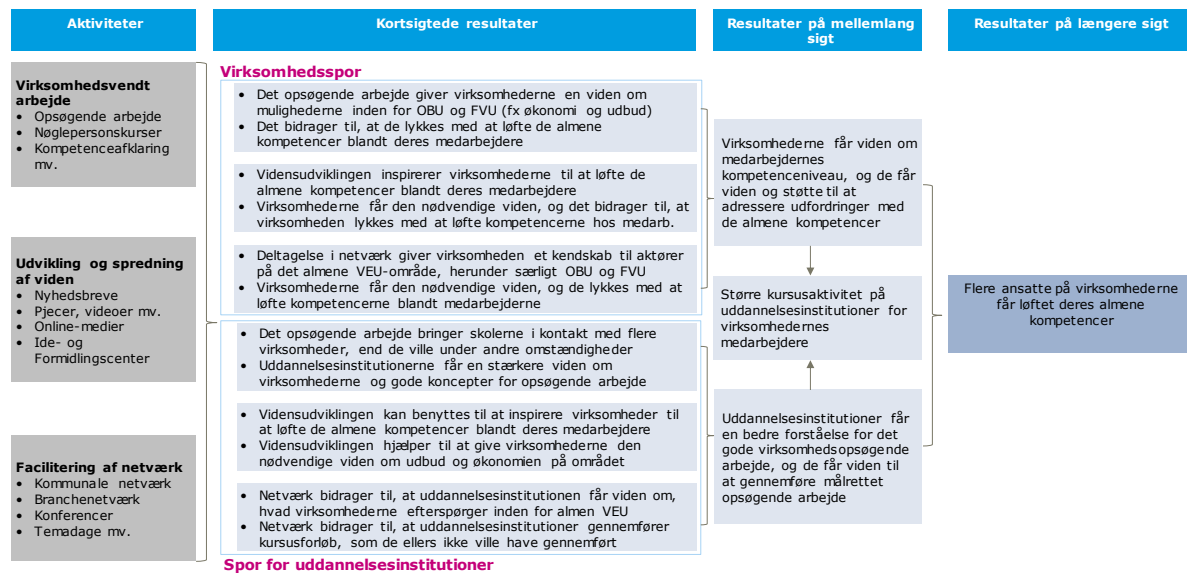 Aktiviteter
Kortsigtede resultater
Resultater på mellemlang
sigt
Resultater på længere sigt
Virksomhedsvendt
arbejde
• Opsøgende arbejde
• Nøglepersonskurser
• Kompetenceafklaring
mv.
Udvikling og spredning
af viden
• Nyhedsbreve
• Pjecer, videoer mv.
• Online-medier
• Ide- og
Formidlingscenter
Facilitering af netværk
• Kommunale netværk
• Branchenetværk
• Konferencer
• Temadage mv.
Virksomhedsspor
• Det opsøgende arbejde giver virksomhederne en viden om
mulighederne inden for OBU og FVU (fx økonomi og udbud)
• Det bidrager til, at de lykkes med at løfte de almene
kompetencer blandt deres medarbejdere
• Vidensudviklingen inspirerer virksomhederne til at løfte de
almene kompetencer blandt deres medarbejdere
• Virksomhederne får den nødvendige viden, og det bidrager til, at
virksomheden lykkes med at løfte kompetencerne hos medarb.
• Deltagelse i netværk giver virksomheden et kendskab til aktører
på det almene VEU-område, herunder særligt OBU og FVU
• Virksomhederne får den nødvendige viden, og de lykkes med at
løfte kompetencerne blandt medarbejderne
• Det opsøgende arbejde bringer skolerne i kontakt med flere
virksomheder, end de ville under andre omstændigheder
• Uddannelsesinstitutionerne får en stærkere viden om
virksomhederne og gode koncepter for opsøgende arbejde
• Vidensudviklingen kan benyttes til at inspirere virksomheder til
at løfte de almene kompetencer blandt deres medarbejdere
• Vidensudviklingen hjælper til at give virksomhederne den
nødvendige viden om udbud og økonomien på området
• Netværk bidrager til, at uddannelsesinstitutionen får viden om,
hvad virksomhederne efterspørger inden for almen VEU
• Netværk bidrager til, at uddannelsesinstitutioner gennemfører
kursusforløb, som de ellers ikke ville have gennemført
Spor for uddannelsesinstitutioner
Virksomhederne får viden om
medarbejdernes
kompetenceniveau, og de får
viden og støtte til at
adressere udfordringer med
de almene kompetencer
Større kursusaktivitet på
uddannelsesinstitutioner for
virksomhedernes
medarbejdere
Uddannelsesinstitutioner får
en bedre forståelse for det
gode virksomhedsopsøgende
arbejde, og de får viden til
at gennemføre målrettet
opsøgende arbejde
Flere ansatte på virksomhederne
får løftet deres almene
kompetencer